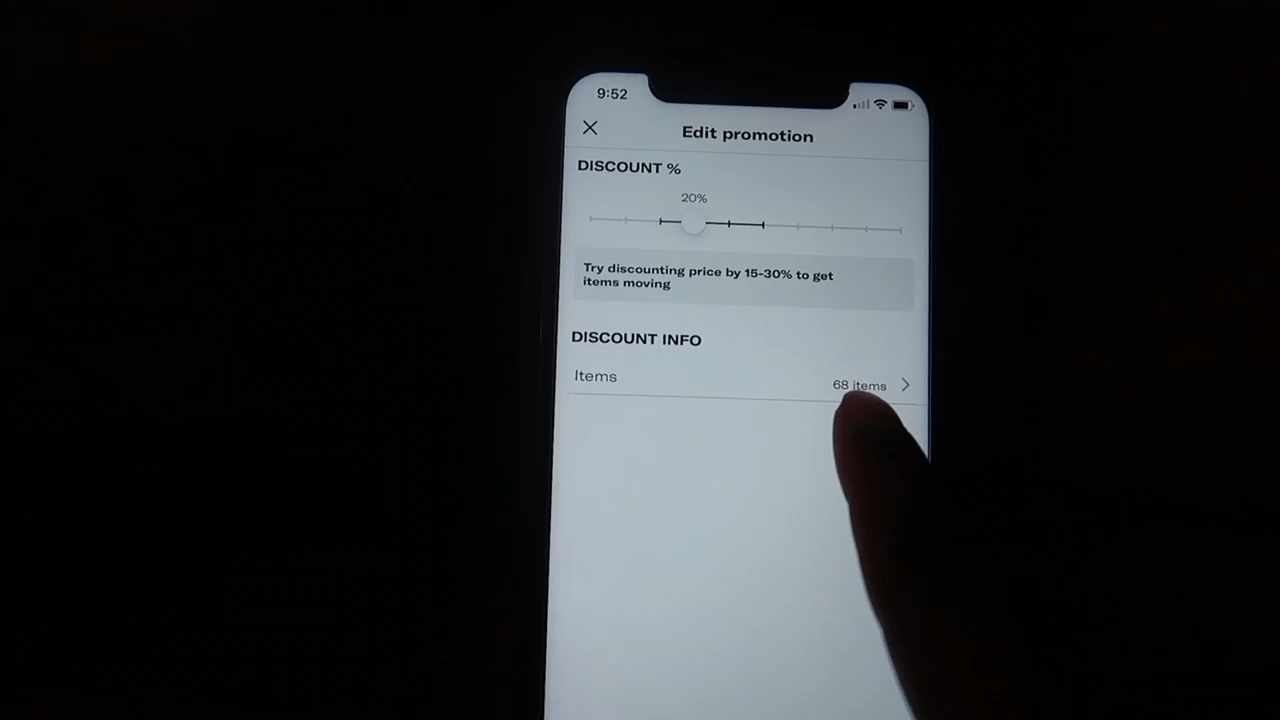 9:52
Edit promotion
DISCOUNT %
20%
Try discounting price by 15-30% to get
items moving
DISCOUNT INFO
Items 68 items